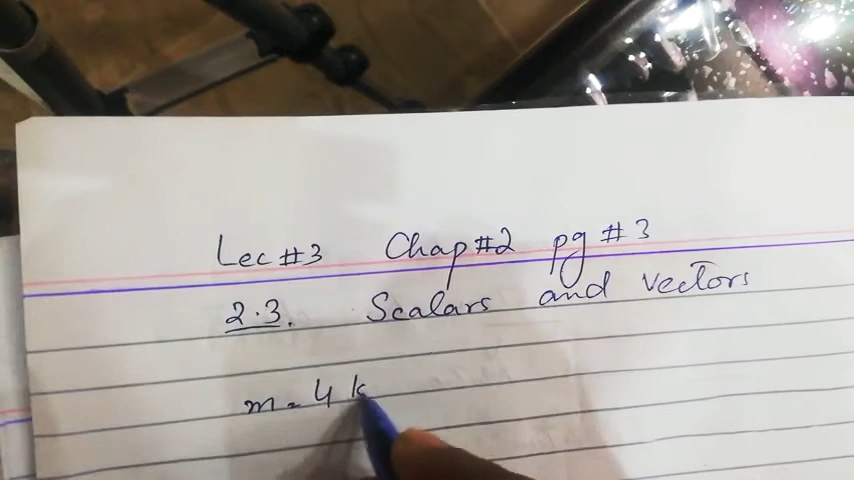 Lec #3 Chap #2 pg #3
2.3. Scalars and vectors
m = 4 k